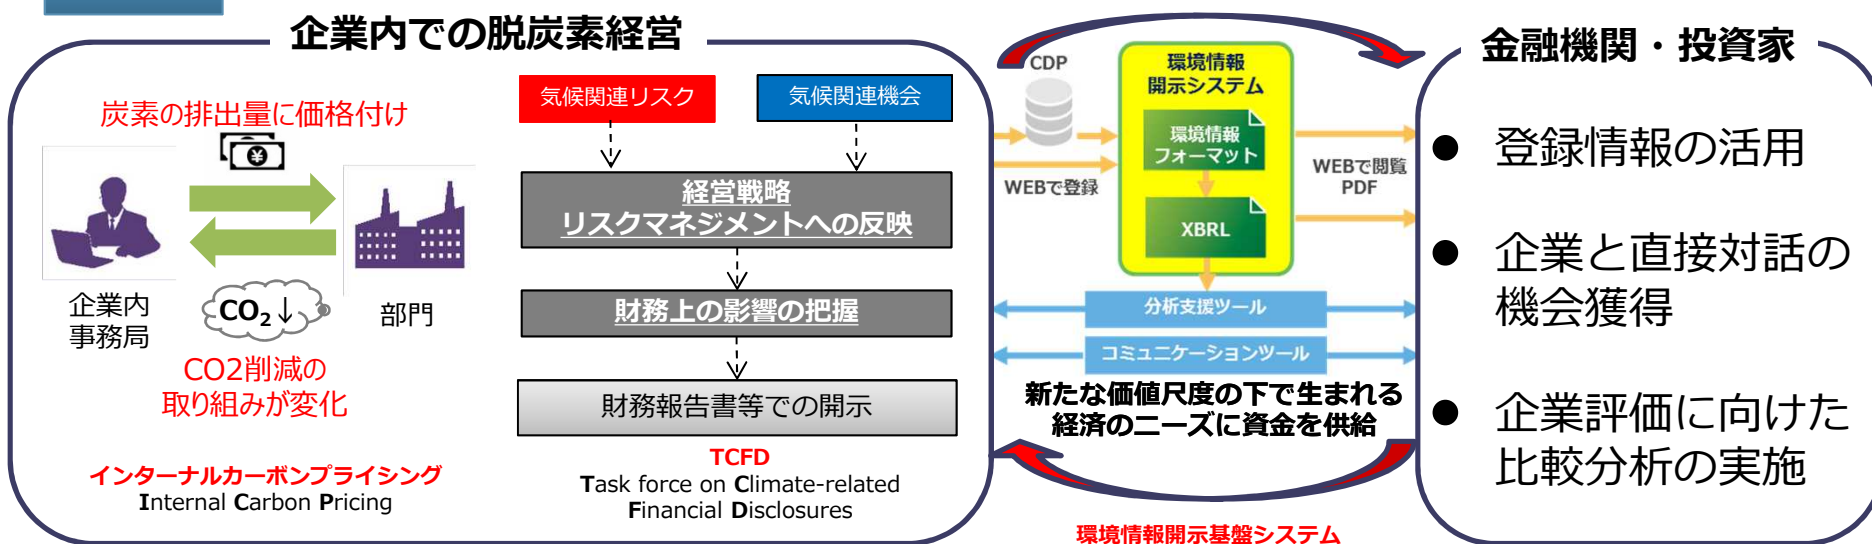 企業内での脱炭素経営
炭素の排出量に価格付け
企業内
事務局
CO₂↓
部門
CO2削減の
取り組みが変化
インターナルカーボンプライシング
Internal Carbon Pricing
気候関連リスク
気候関連機会
経営戦略
リスクマネジメントへの反映
財務上の影響の把握
財務報告書等での開示
TCFD
Task force on Climate-related
Financial Disclosures
CDP
WEBで登録
環境情報
開示システム
環境情報
フォーマット
XBRL
WEBで閲覧
PDF
分析支援ツール
コミュニケーションツール
新たな価値尺度の下で生まれる
経済のニーズに資金を供給
環境情報開示基盤システム
金融機関・投資家
● 登録情報の活用
● 企業と直接対話の
機会獲得
● 企業評価に向けた
比較分析の実施